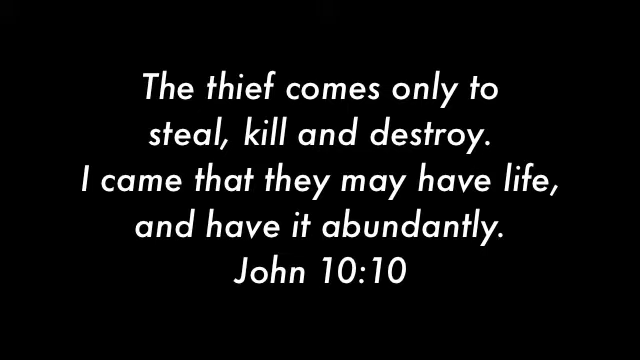 The thief comes only to
steal, kill and destroy.
I came that they may have life,
and have it abundantly.
John 10:10